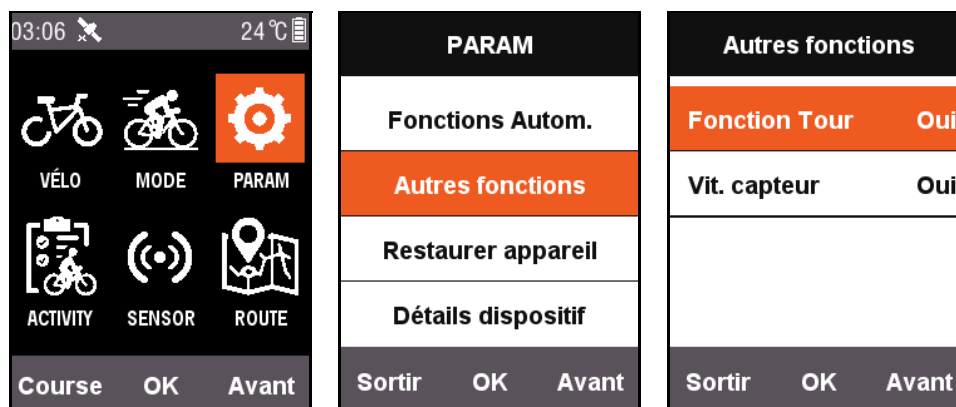 03:06 24°C
VÉLO MODE PARAM
ACTIVITY SENSOR ROUTE
Course OK Avant
PARAM
Fonctions Autom.
Autres fonctions
Restaurer appareil
Détails dispositif
Sortir OK Avant
Autres fonctions
Fonction Tour Oui
Vit. capteur Oui
Sortir OK Avant